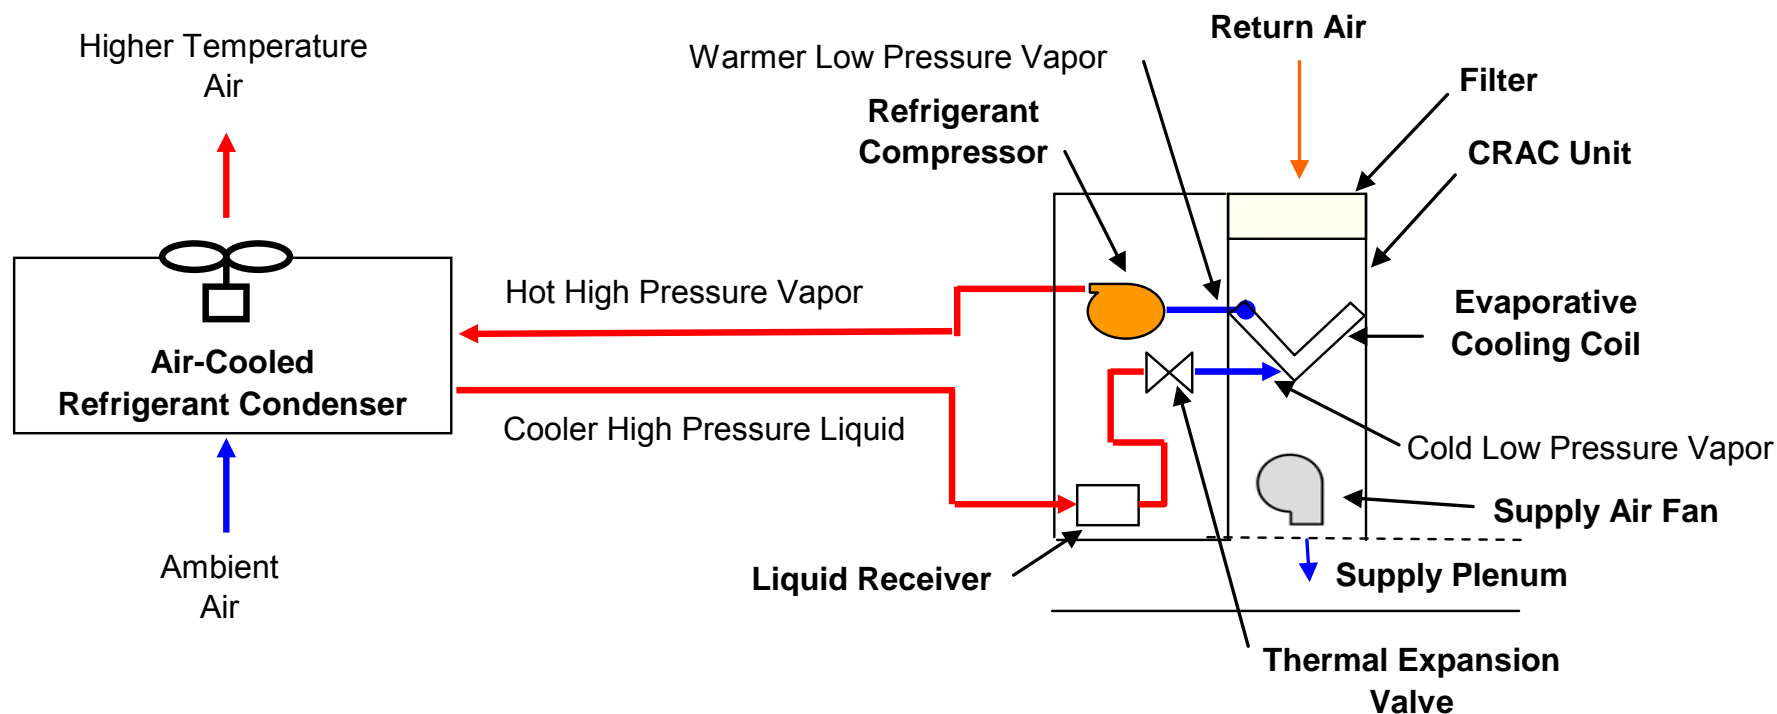 Higher Temperature
Air
Warmer Low Pressure Vapor
Return Air
Filter
Refrigerant
Compressor
CRAC Unit
Hot High Pressure Vapor
Evaporative
Cooling Coil
Air-Cooled
Refrigerant Condenser
Cooler High Pressure Liquid
Cold Low Pressure Vapor
Supply Air Fan
Ambient
Air
Liquid Receiver
Supply Plenum
Thermal Expansion
Valve